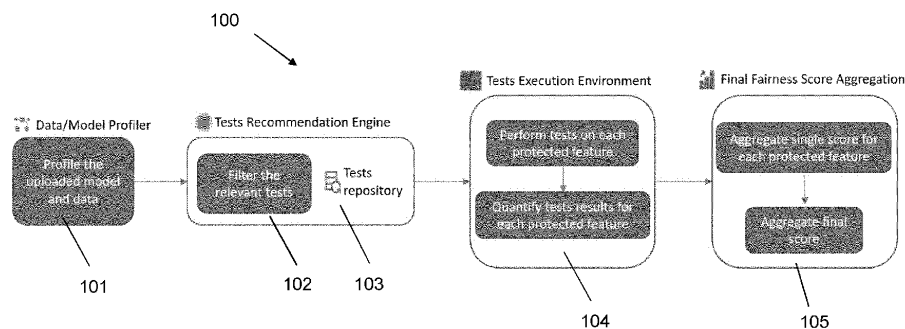 100
Data/Model Profiler
Profile the
uploaded model
and data
101
Tests Recommendation Engine
Filter the
relevant tests
Tests
repository
102
103
Tests Execution Environment
Perform tests on each
protected feature
Quantify tests results for
each protected feature
104
Final Fairness Score Aggregation
Aggregate single score for
each protected feature
Aggregate final
score
105